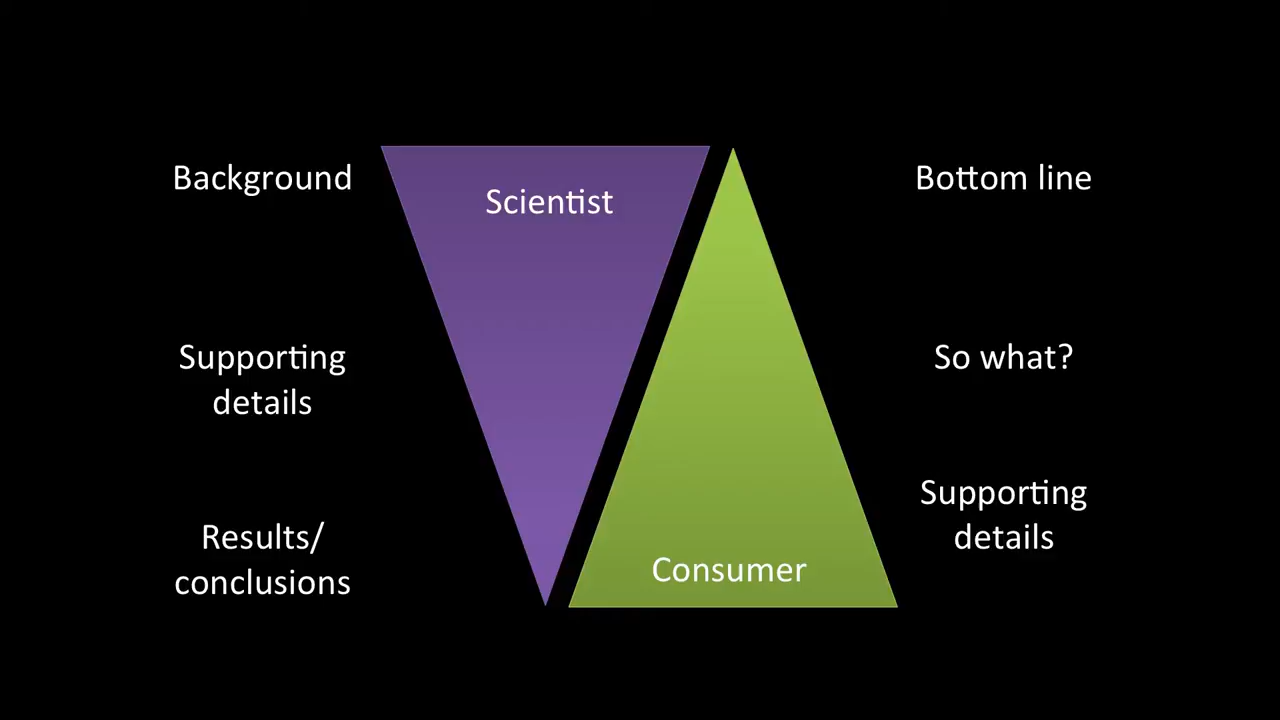 Background
Scientist
Bottom line
Supporting
details
So what?
Supporting
details
Results/
conclusions
Consumer